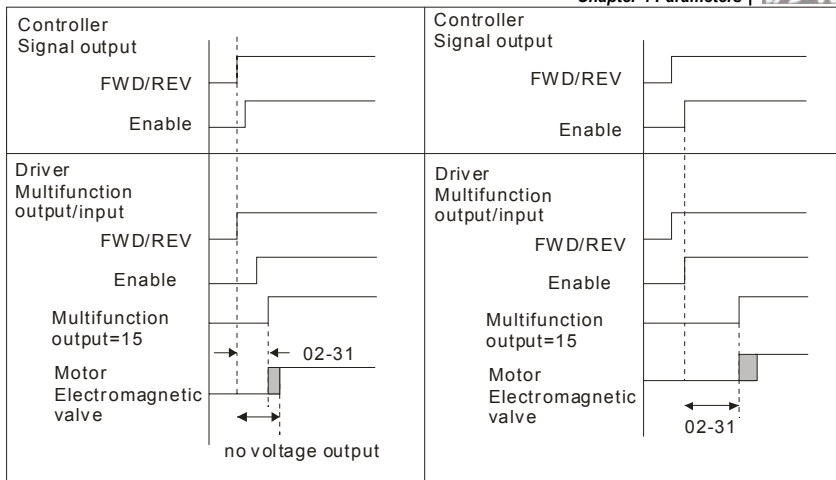 Chapter 4 Parameters |
Controller
Signal output
FWD/REV
Enable
Driver
Multifunction
output/input
FWD/REV
Enable
Multifunction
output=15
02-31
Motor
Electromagnetic
valve
no voltage output
Controller
Signal output
FWD/REV
Enable
Driver
Multifunction
output/input
FWD/REV
Enable
Multifunction
output=15
Motor
Electromagnetic
valve
02-31